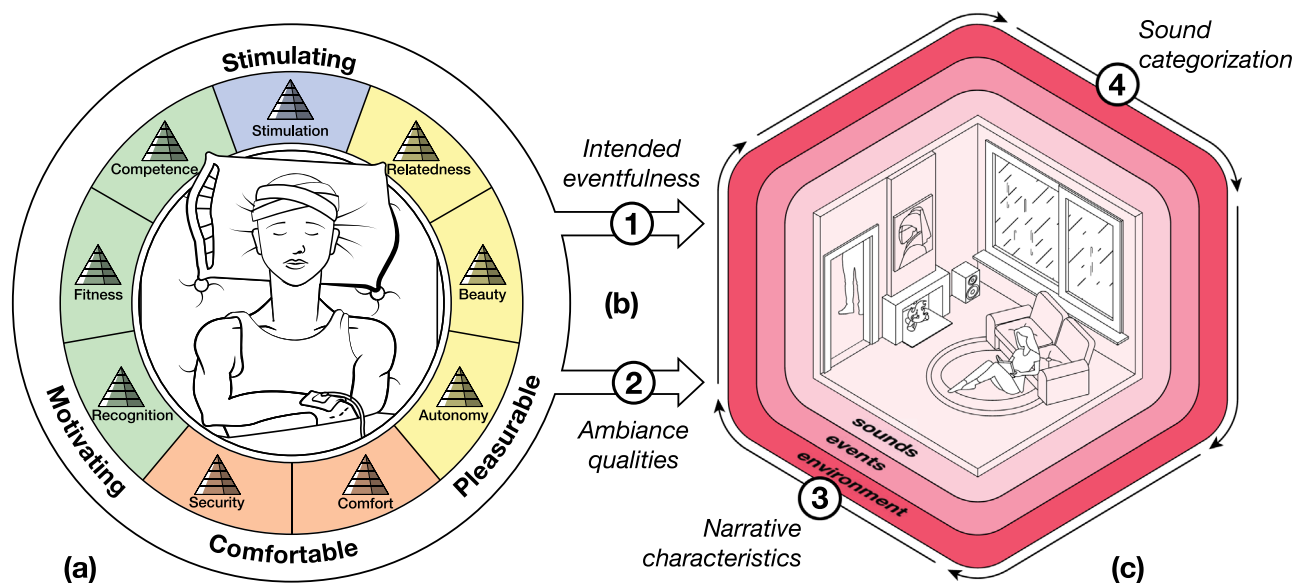 Stimulating
Stimulation
Competence
Relatedness
Fitness
Beauty
Recognition
Autonomy
Security
Comfort
Motivating
Pleasurable
Comfortable
(a)
Intended
eventfulness
1
(b)
2
Ambiance
qualities
Sound
categorization
4
sounds
events
environment
3
Narrative
characteristics
(c)